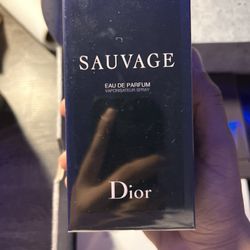 SAUVAGE
EAU DE PARFUM
VAPORISATEUR SPRAY
Dior